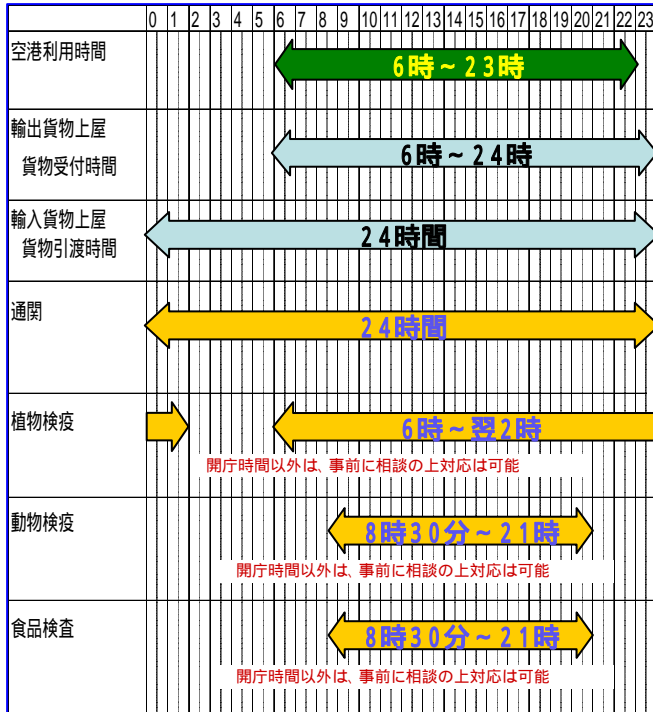 0 1 2 3 4 5 6 7 8 9 10 11 12 13 14 15 16 17 18 19 20 21 22 23
空港利用時間
6時～23時
輸出貨物上屋
貨物受付時間
6時～24時
輸入貨物上屋
貨物引渡時間
24時間
通関
24時間
植物検疫
6時～翌2時
開庁時間以外は、事前に相談の上対応は可能
動物検疫
8時30分～21時
開庁時間以外は、事前に相談の上対応は可能
食品検査
8時30分～21時
開庁時間以外は、事前に相談の上対応は可能